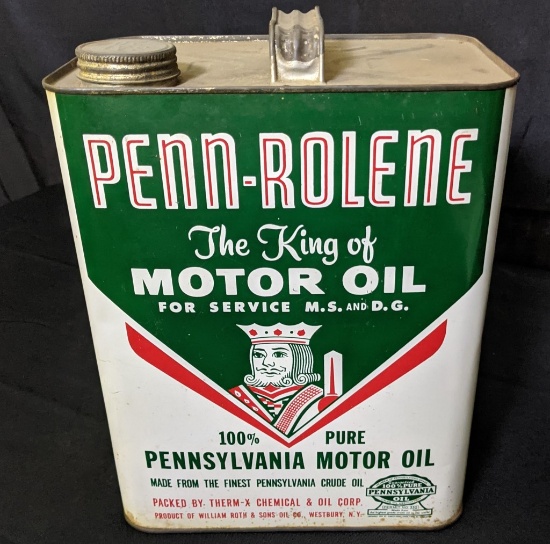 PENN-ROLENE
The King of
MOTOR OIL
FOR SERVICE M.S. AND D.G.
100% PURE
PENNSYLVANIA MOTOR OIL
MADE FROM THE FINEST PENNSYLVANIA CRUDE OIL
PACKED BY: THERM-X CHEMICAL & OIL CORP.
PRODUCT OF WILLIAM ROTH & SONS OIL CO., WESTBURY, N.Y.
100% PURE
PENNSYLVANIA
OIL